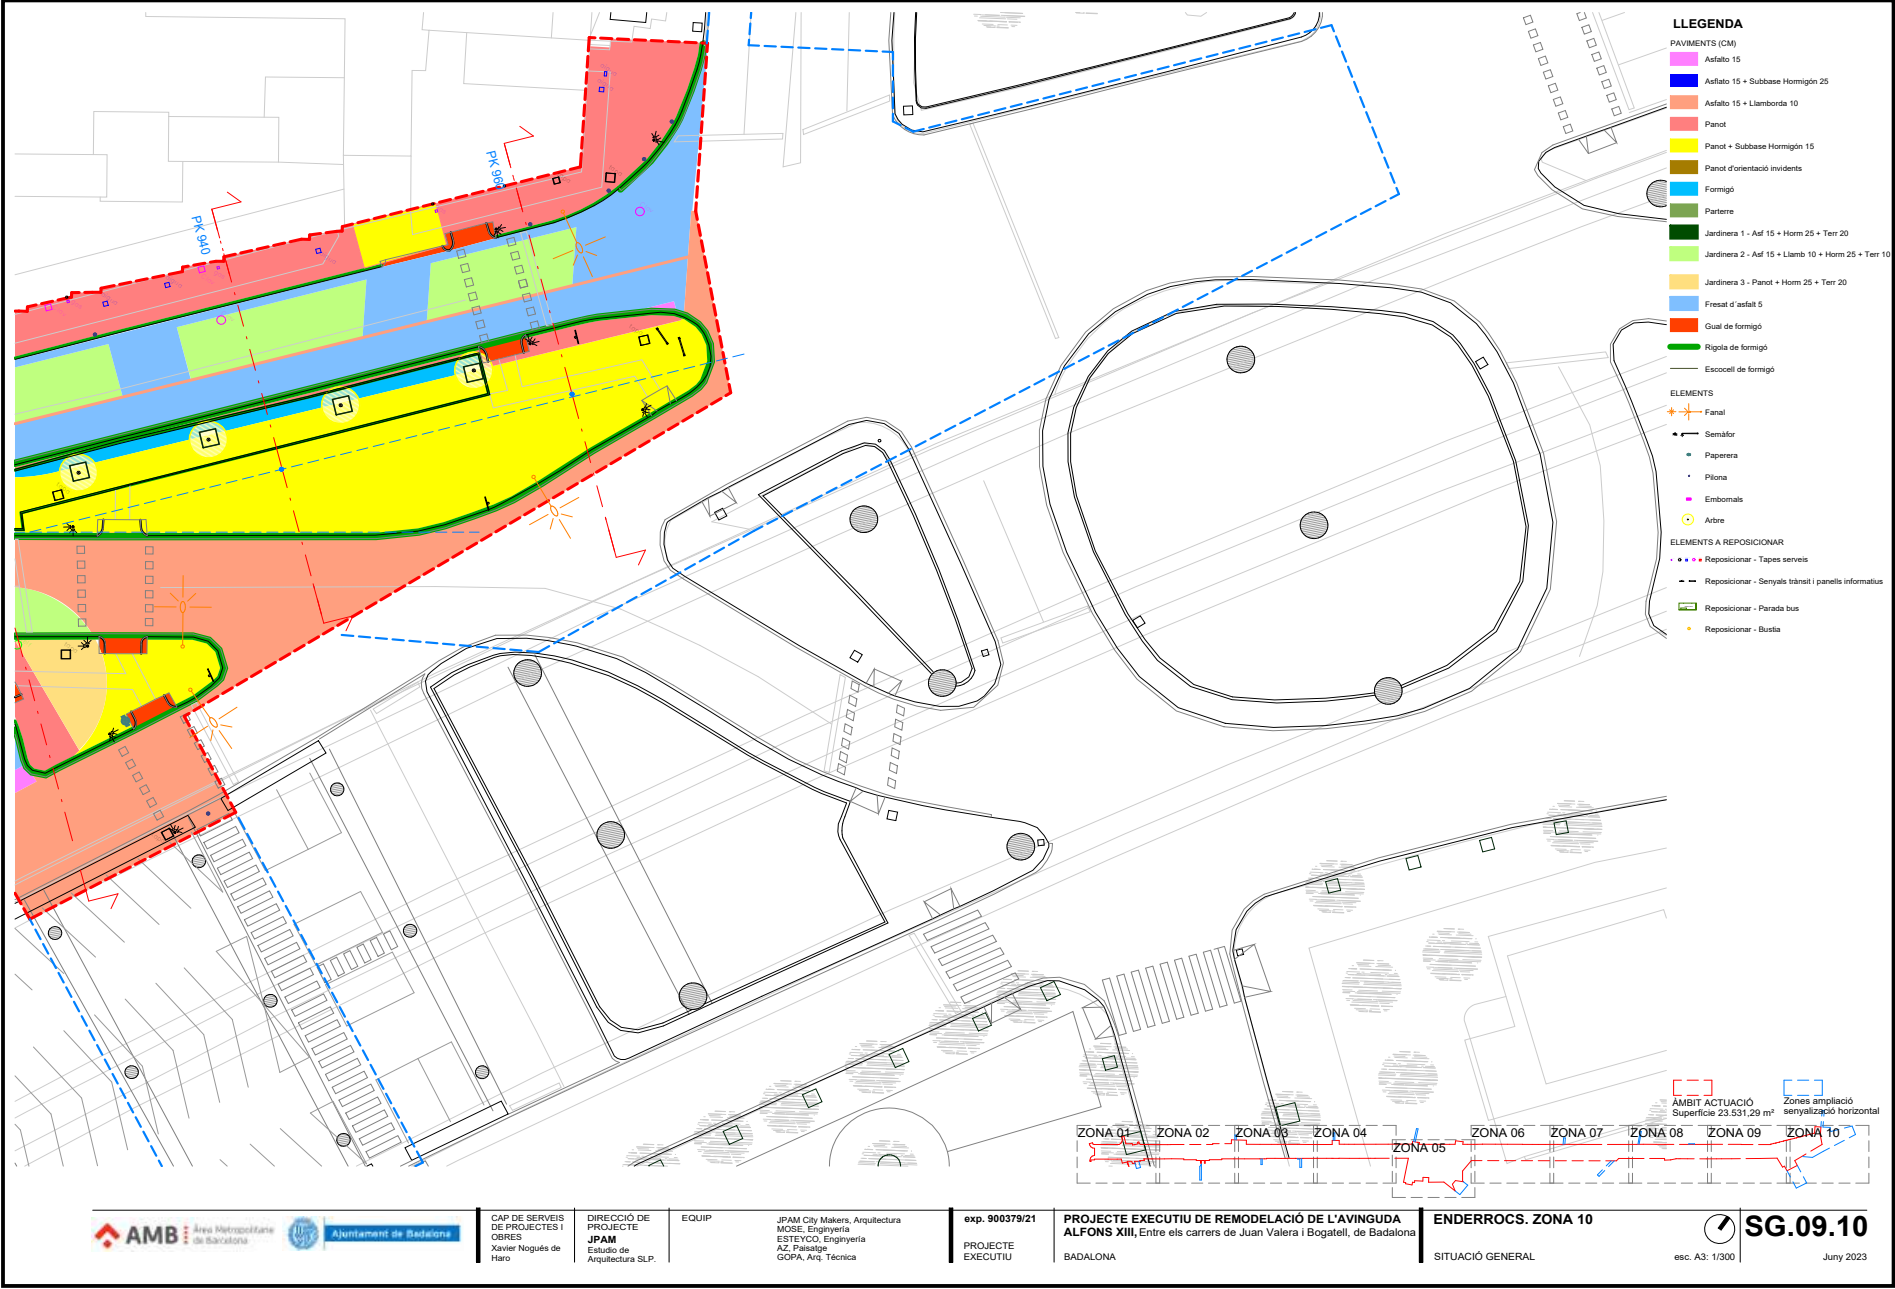 LLEGENDA
PAVIMENTS (CM)
Asfalto 15
Asflato 15 + Subbase Hormigón 25
Asfalto 15 + Llamborda 10
Panot
Panot + Subbase Hormigón 15
Panot d'orientació invidents
Formigó
Parterre
Jardinera 1 - Asf 15 + Horm 25 + Terr 20
Jardinera 2 - Asf 15 + Llamb 10 + Horm 25 + Terr 10
Jardinera 3 - Panot + Horm 25 + Terr 20
Fresat d´asfalt 5
Gual de formigó
Rigola de formigó
Escocell de formigó
ELEMENTS
Fanal
Semàfor
Paperera
Pilona
Embornals
Arbre
ELEMENTS A REPOSICIONAR
Reposicionar - Tapes serveis
Reposicionar - Senyals trànsit i panells informatius
Reposicionar - Parada bus
Reposicionar - Bustia
PK 940
PK 960
ÀMBIT ACTUACIÓ
Superfície 23.531,29 m²
Zones ampliació
senyalizació horizontal
ZONA 01
ZONA 02
ZONA 03
ZONA 04
ZONA 05
ZONA 06
ZONA 07
ZONA 08
ZONA 09
ZONA 10
AMB
Àrea Metropolitana
de Barcelona
Ajuntament de Badalona
CAP DE SERVEIS
DE PROJECTES I
OBRES
Xavier Nogués de
Haro
DIRECCIÓ DE
PROJECTE
JPAM
Estudio de
Arquitectura SLP.
EQUIP
JPAM City Makers, Arquitectura
MOSE, Enginyería
ESTEYCO, Enginyería
AZ, Paisatge
GOPA, Arq. Técnica
exp. 900379/21
PROJECTE
EXECUTIU
PROJECTE EXECUTIU DE REMODELACIÓ DE L'AVINGUDA
ALFONS XIII, Entre els carrers de Juan Valera i Bogatell, de Badalona
BADALONA
ENDERROCS. ZONA 10
SITUACIÓ GENERAL
esc. A3: 1/300
SG.09.10
Juny 2023